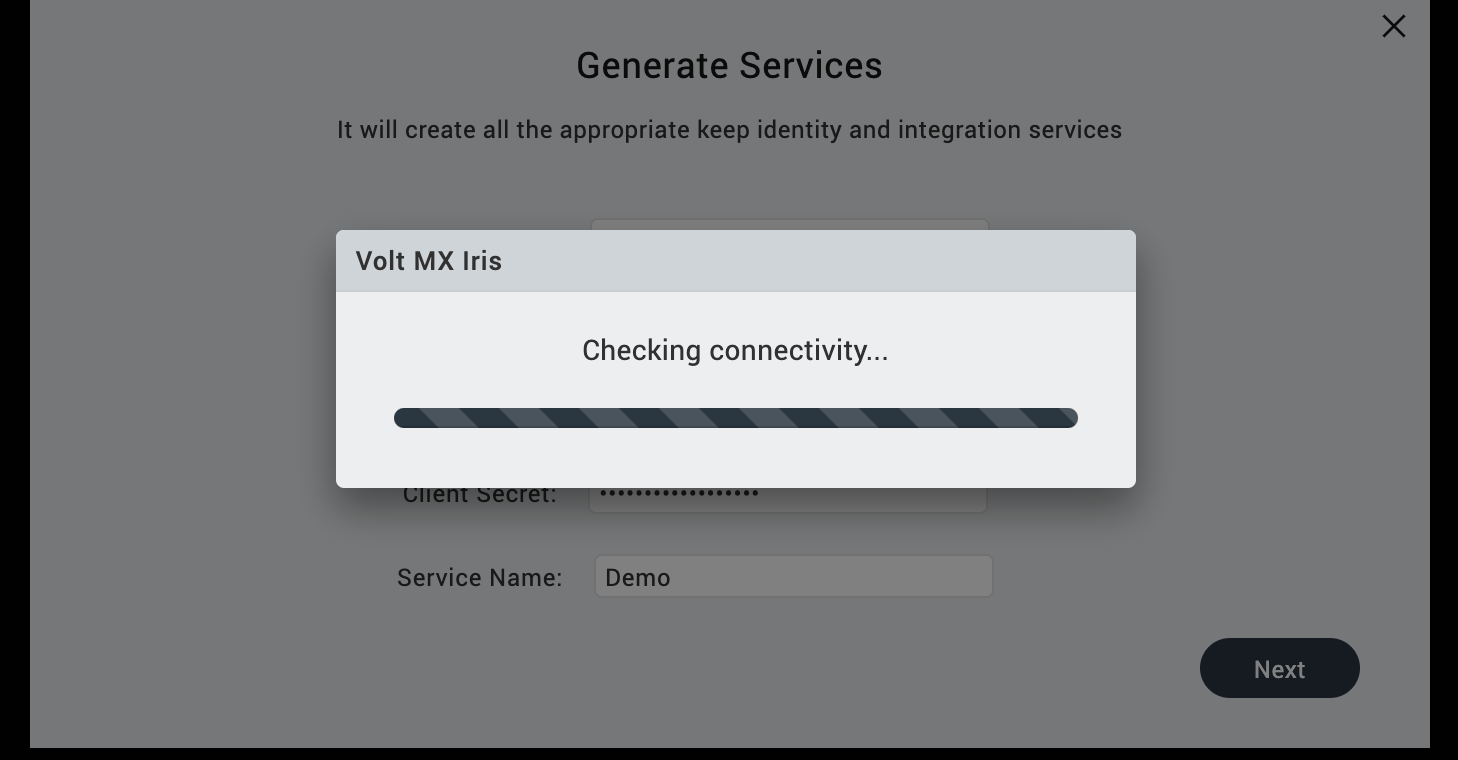 Generate Services
It will create all the appropriate keep identity and integration services
Volt MX Iris
Checking connectivity...
Client Secret: ••••••••••••••••••
Service Name: Demo
Next